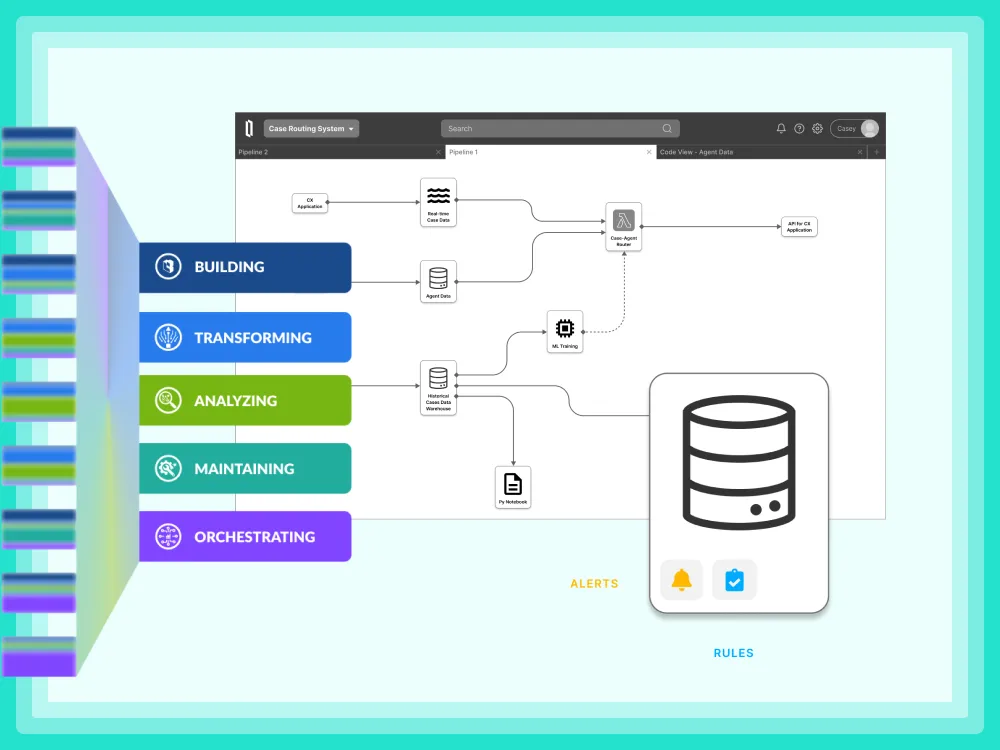 Case Routing System
Search
Casey
Pipeline 2
Pipeline 1
Code View - Agent Data
CX
Application
Real-time
Case Data
Case-Agent
Router
API for CX
Application
Agent Data
ML Training
Historical
Cases Data
Warehouse
Py Notebook
BUILDING
TRANSFORMING
ANALYZING
MAINTAINING
ORCHESTRATING
ALERTS
RULES